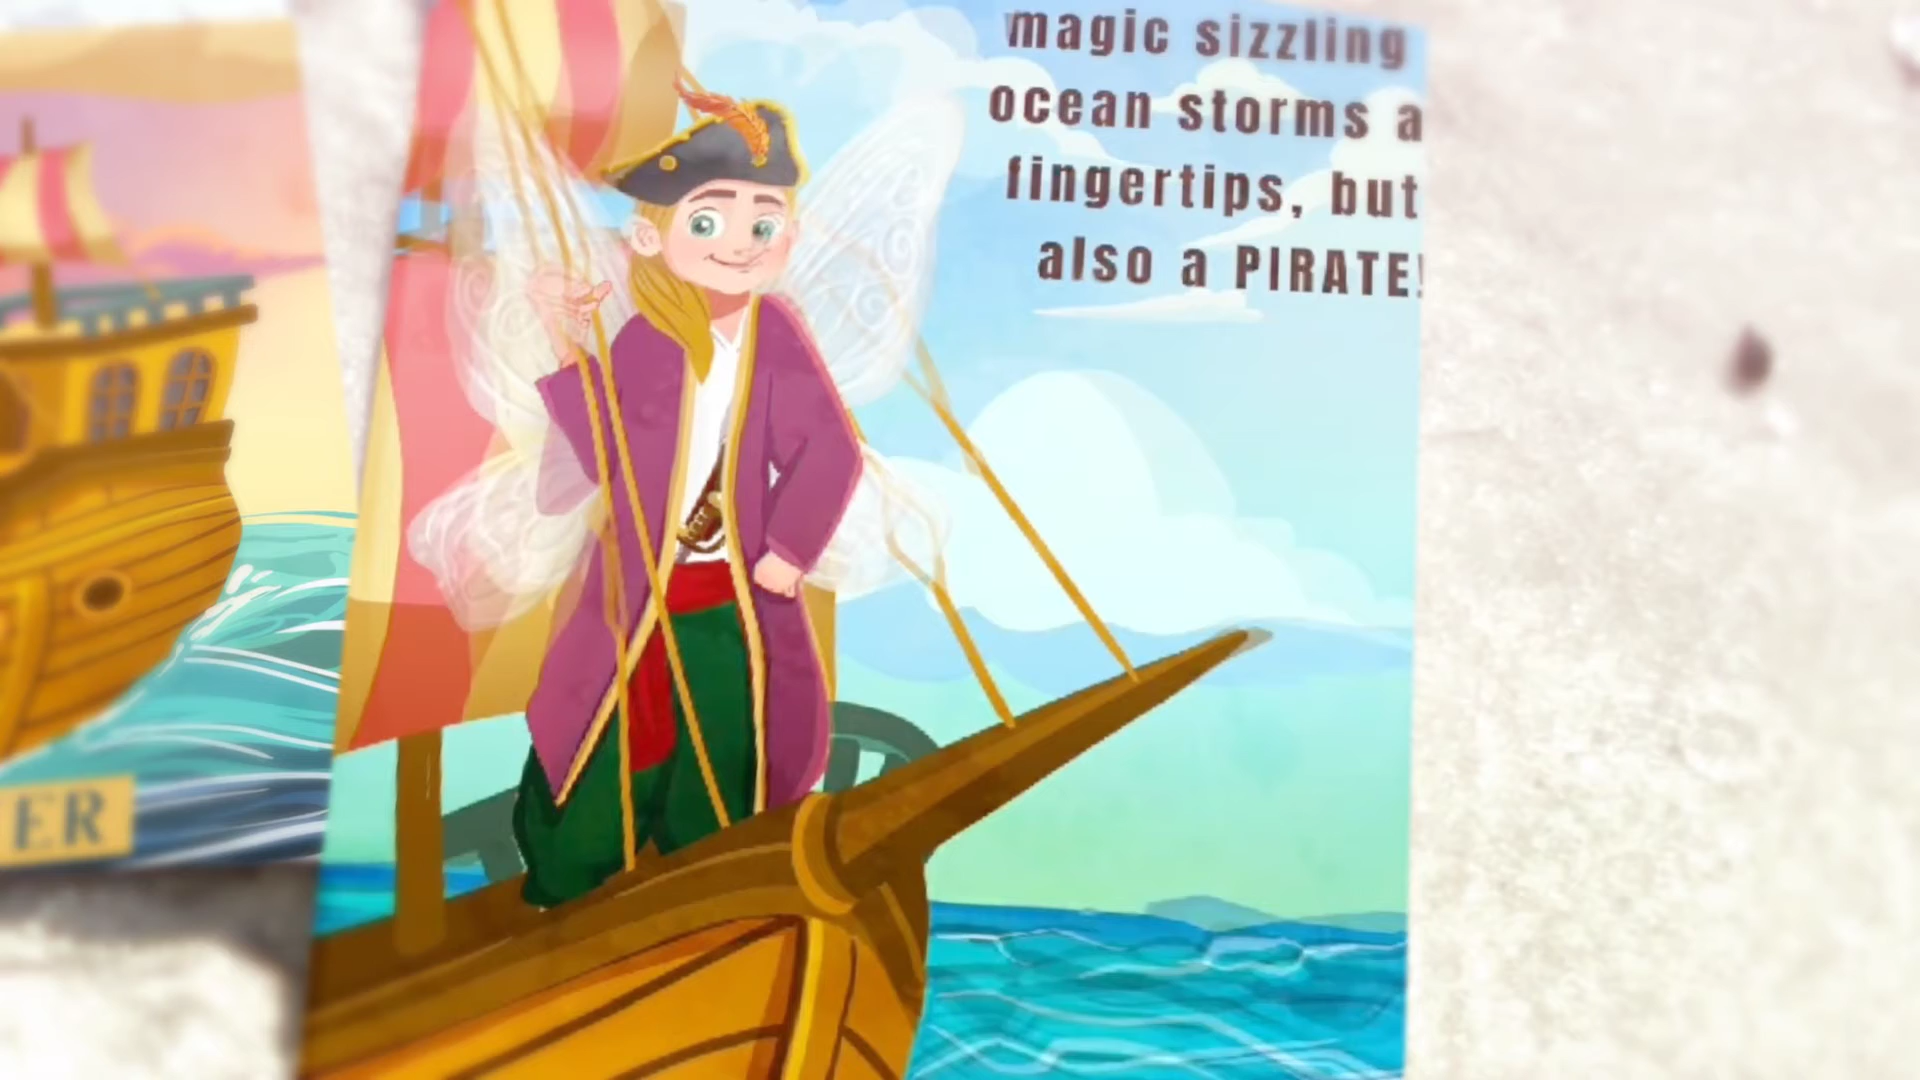 magic sizzling
ocean storms a
fingertips, but
also a PIRATE!
ER